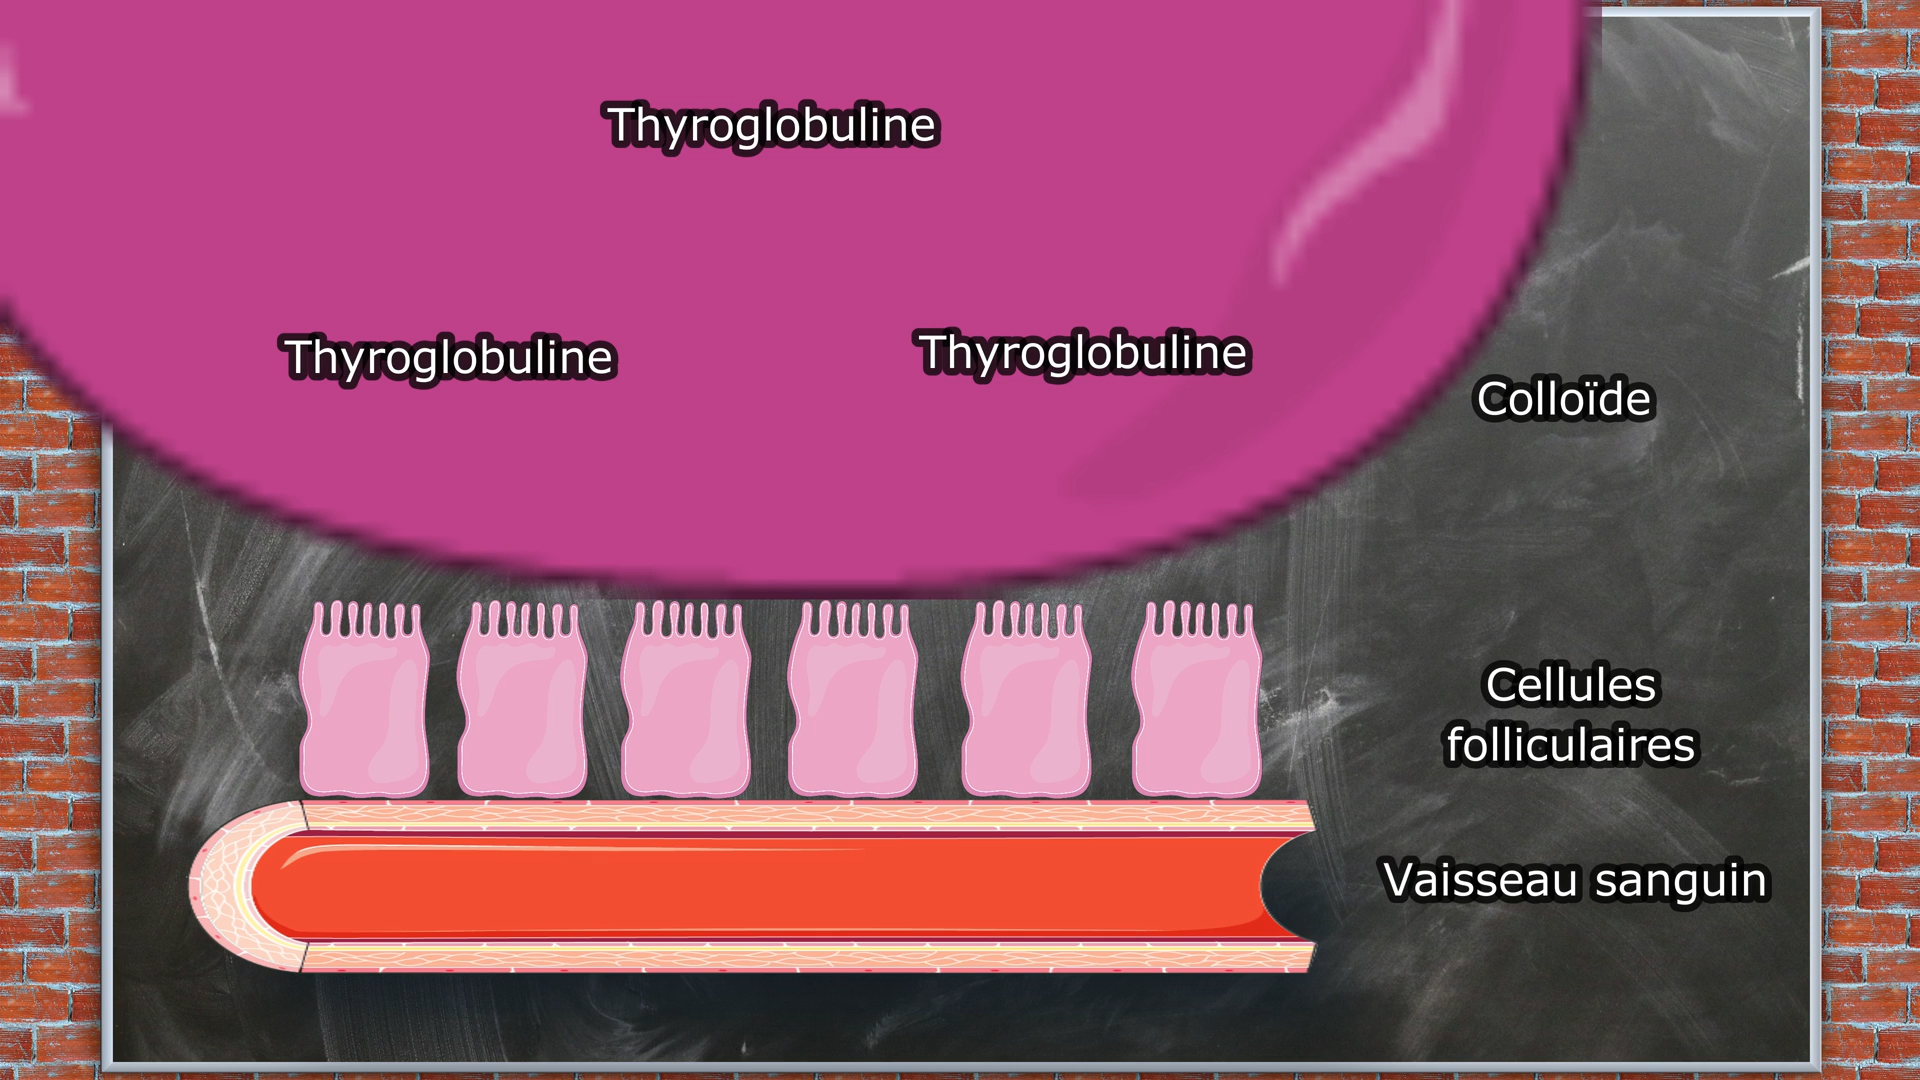 Thyroglobuline
Thyroglobuline
Thyroglobuline
Colloïde
Cellules
folliculaires
Vaisseau sanguin